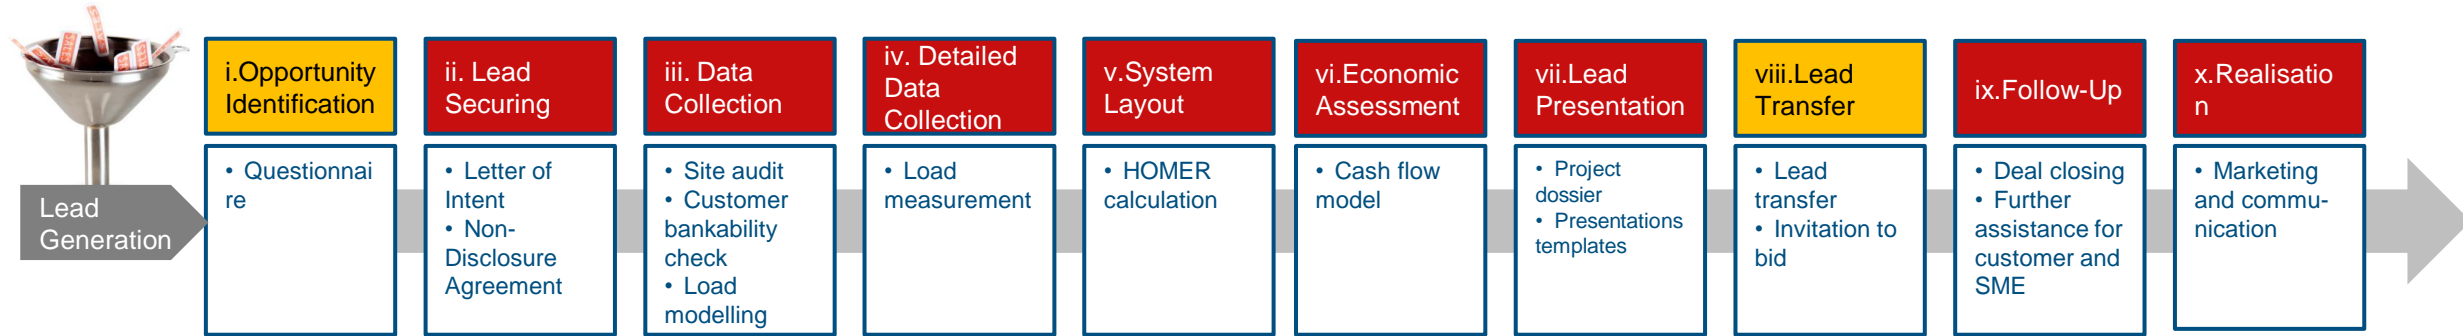 Lead
Generation
i.Opportunity
Identification
• Questionnai
re
ii. Lead
Securing
• Letter of
Intent
• Non-
Disclosure
Agreement
iii. Data
Collection
• Site audit
• Customer
bankability
check
• Load
modelling
iv. Detailed
Data
Collection
• Load
measurement
v.System
Layout
• HOMER
calculation
vi.Economic
Assessment
• Cash flow
model
vii.Lead
Presentation
• Project
dossier
• Presentations
templates
viii.Lead
Transfer
• Lead
transfer
• Invitation to
bid
ix.Follow-Up
• Deal closing
• Further
assistance for
customer and
SME
x.Realisatio
n
• Marketing
and commu-
nication